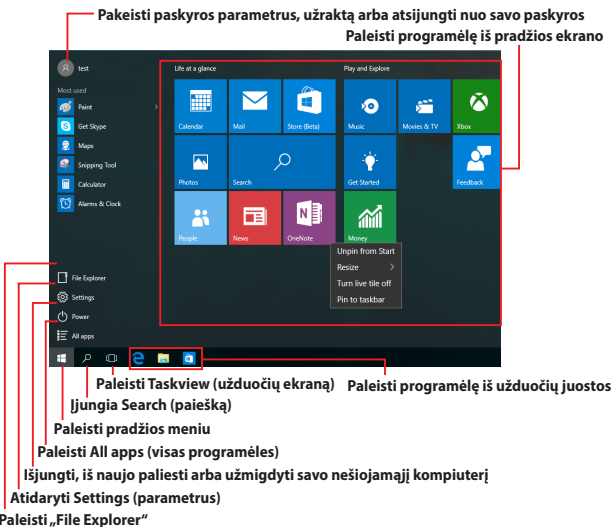 Pakeisti paskyros parametrus, užraktą arba atsijungti nuo savo paskyros
Paleisti programėlę iš pradžios ekrano
test
Most used
Paint
Get Skype
Maps
Snipping Tool
Calculator
Alarms & Clock
File Explorer
Settings
Power
All apps
Life at a glance
Play and Explore
Calendar
Mail
Store (Beta)
Music
Movies & TV
Xbox
Photos
Search
Get Started
Feedback
People
News
OneNote
Money
Unpin from Start
Resize
Turn live tile off
Pin to taskbar
Paleisti Taskview (užduočių ekraną)
Paleisti programėlę iš užduočių juostos
Įjungia Search (paiešką)
Paleisti pradžios meniu
Paleisti All apps (visas programėles)
Išjungti, iš naujo paliesti arba užmigdyti savo nešiojamąjį kompiuterį
Atidaryti Settings (parametrus)
Paleisti „File Explorer“